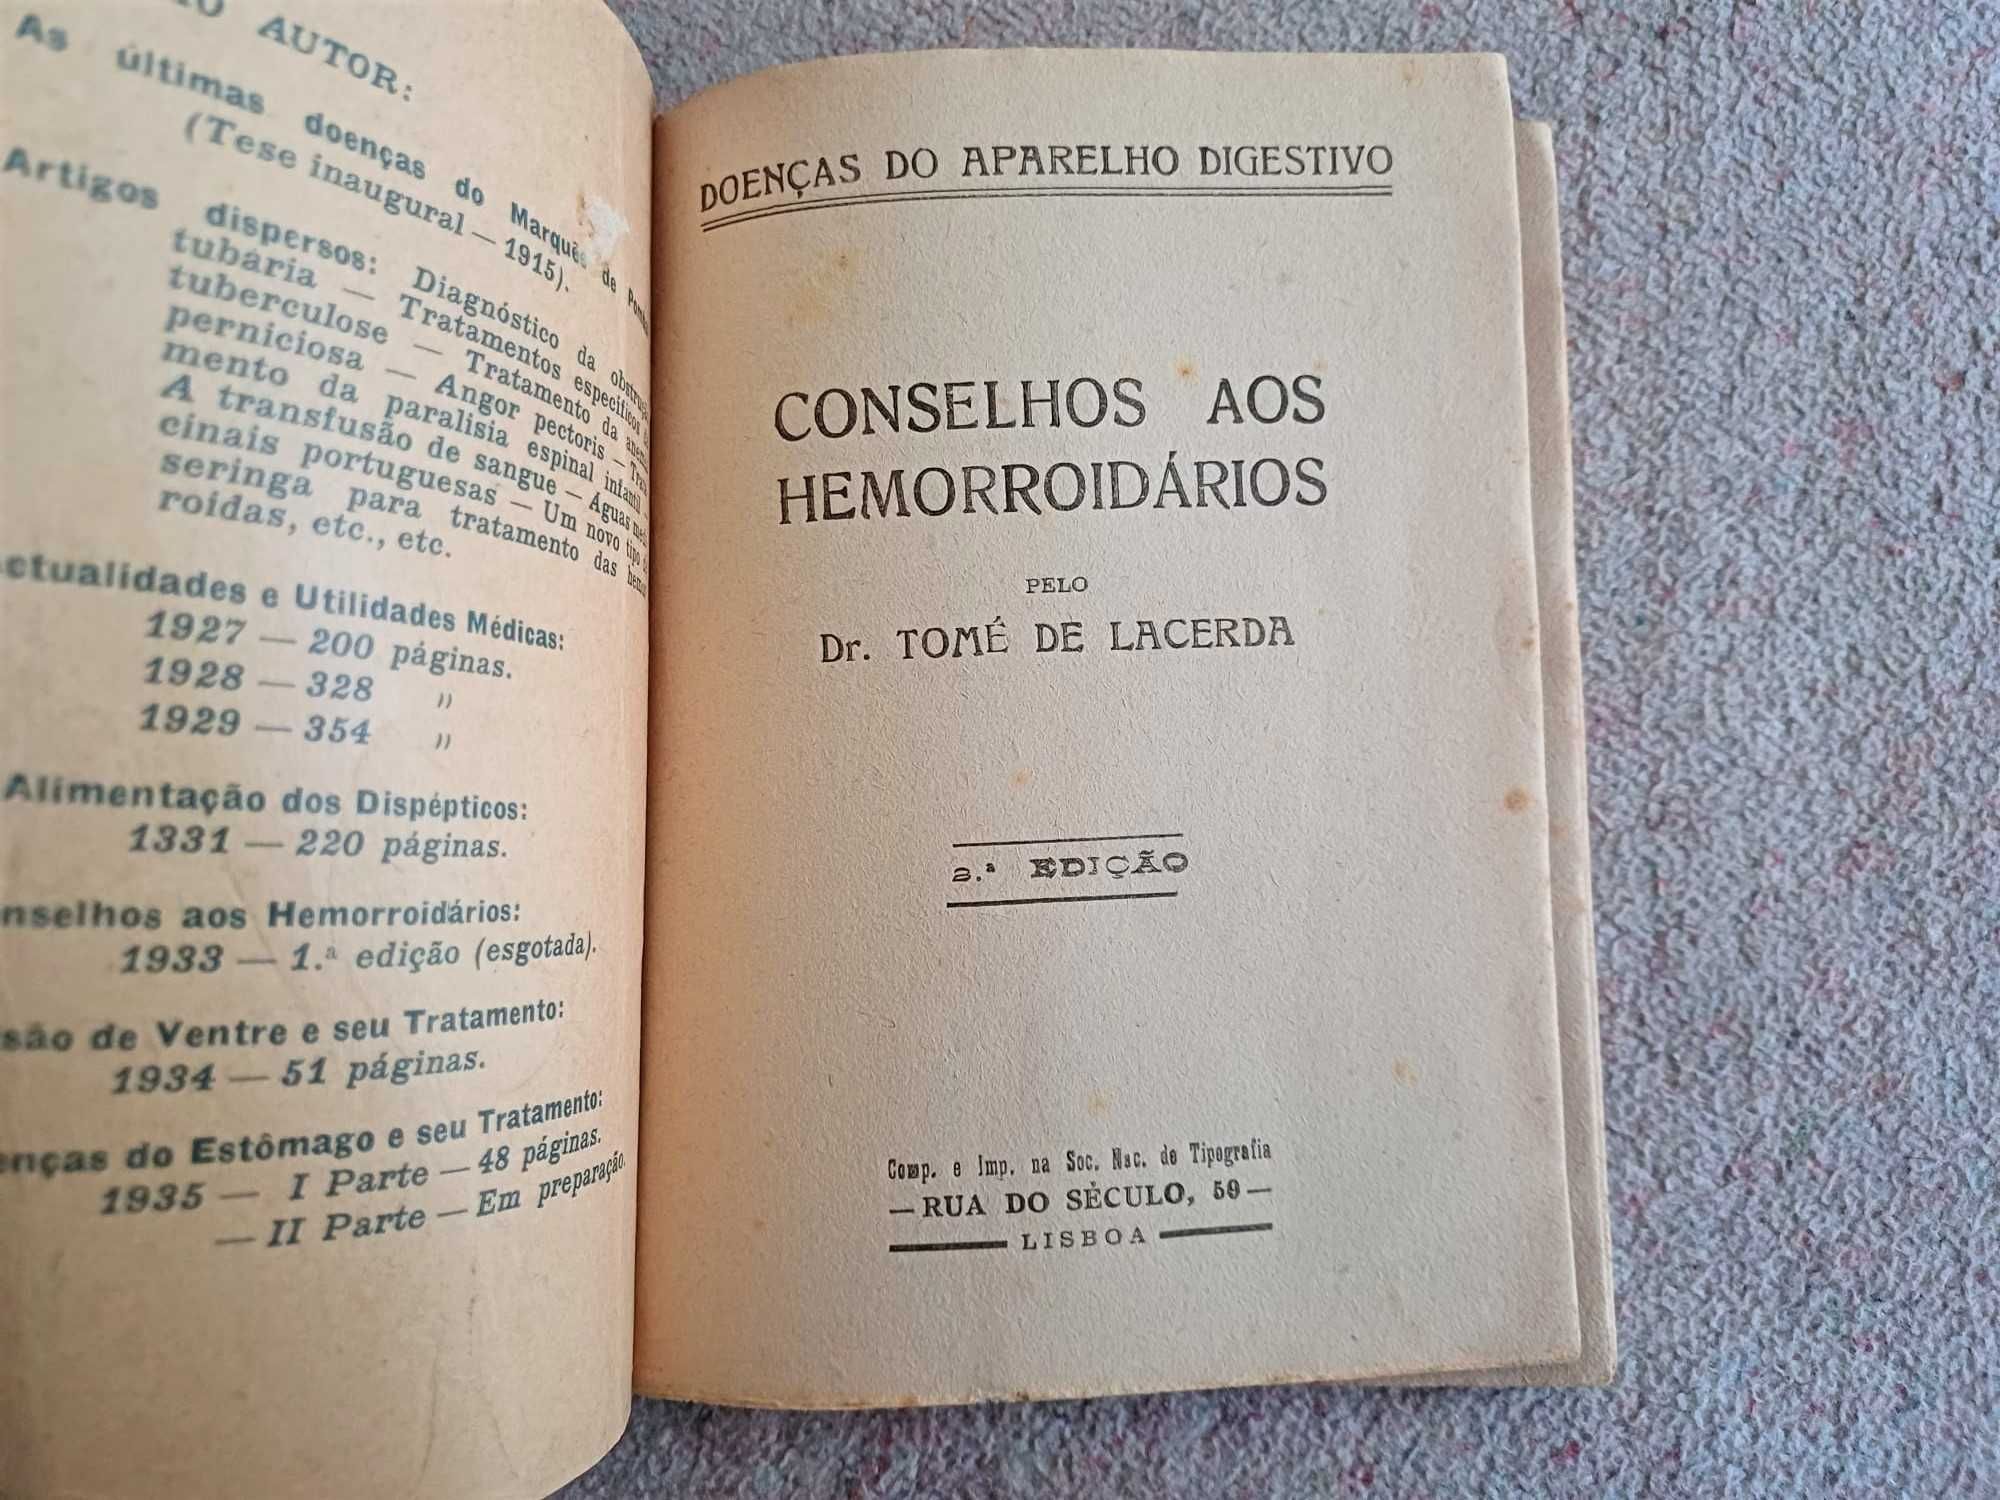 AUTOR:
As últimas doenças do Marquês de
(Tese inaugural — 1915).
Artigos dispersos: Diagnóstico da
tubária — Tratamentos específicos
tuberculose — Tratamento da
perniciosa — Angor pectoris —
mento da paralisia espinal infantil —
A transfusão de sangue — Águas
cinais portuguesas — Um novo tipo
seringa para tratamento das
roidas, etc., etc.
ctualidades e Utilidades Médicas:
1927 — 200 páginas.
1928 — 328 »
1929 — 354 »
Alimentação dos Dispépticos:
1331 — 220 páginas.
nselhos aos Hemorroidários:
1933 — 1.ª edição (esgotada).
são de Ventre e seu Tratamento:
1934 — 51 páginas.
enças do Estômago e seu Tratamento:
1935 — I Parte — 48 páginas.
— II Parte — Em preparação.
DOENÇAS DO APARELHO DIGESTIVO
CONSELHOS AOS
HEMORROIDÁRIOS
PELO
Dr. TOMÉ DE LACERDA
2.ª EDIÇÃO
Comp. e Imp. na Soc. Nac. de Tipografia
— RUA DO SÉCULO, 59 —
LISBOA